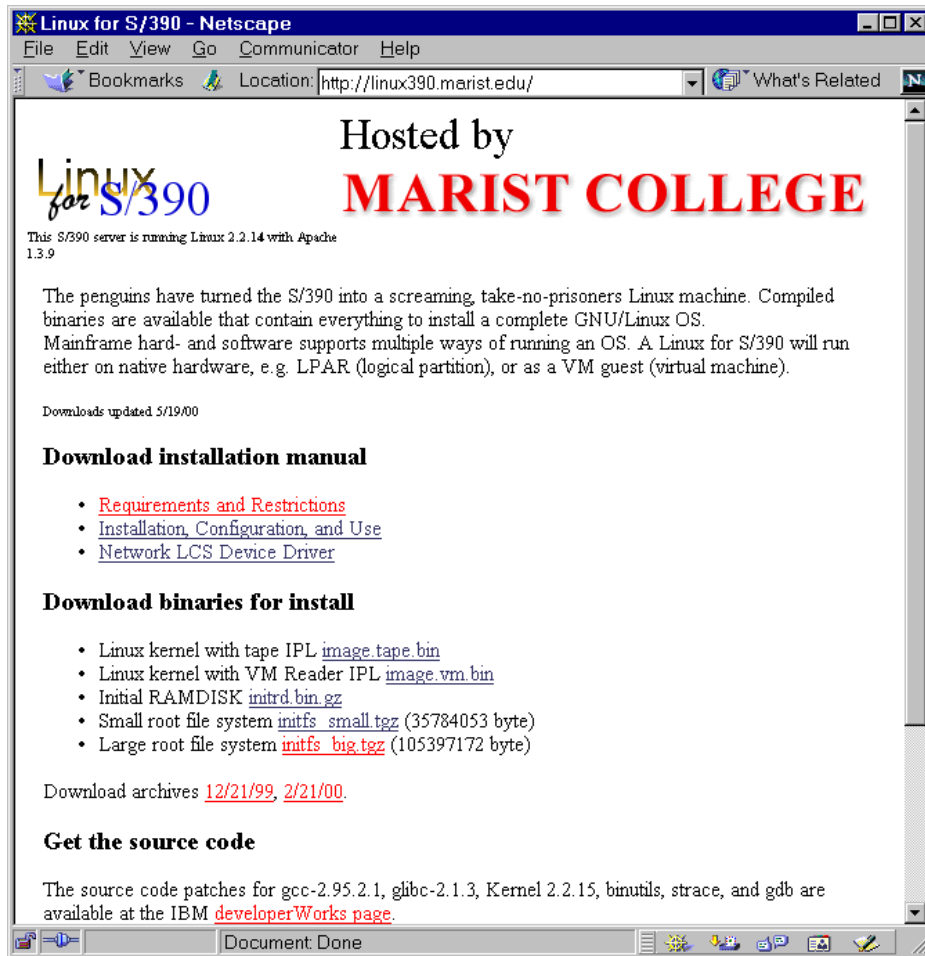 Linux for S/390 - Netscape
File Edit View Go Communicator Help
Bookmarks Location: http://linux390.marist.edu/ What's Related N
Hosted by
MARIST COLLEGE
Linux
for S/390
This S/390 server is running Linux 2.2.14 with Apache
1.3.9
The penguins have turned the S/390 into a screaming, take-no-prisoners Linux machine. Compiled
binaries are available that contain everything to install a complete GNU/Linux OS.
Mainframe hard- and software supports multiple ways of running an OS. A Linux for S/390 will run
either on native hardware, e.g. LPAR (logical partition), or as a VM guest (virtual machine).
Downloads updated 5/19/00
Download installation manual
• Requirements and Restrictions
• Installation, Configuration, and Use
• Network LCS Device Driver
Download binaries for install
• Linux kernel with tape IPL image.tape.bin
• Linux kernel with VM Reader IPL image.vm.bin
• Initial RAMDISK initrd.bin.gz
• Small root file system initfs_small.tgz (35784053 byte)
• Large root file system initfs_big.tgz (105397172 byte)
Download archives 12/21/99, 2/21/00.
Get the source code
The source code patches for gcc-2.95.2.1, glibc-2.1.3, Kernel 2.2.15, binutils, strace, and gdb are
available at the IBM developerWorks page.
Document: Done